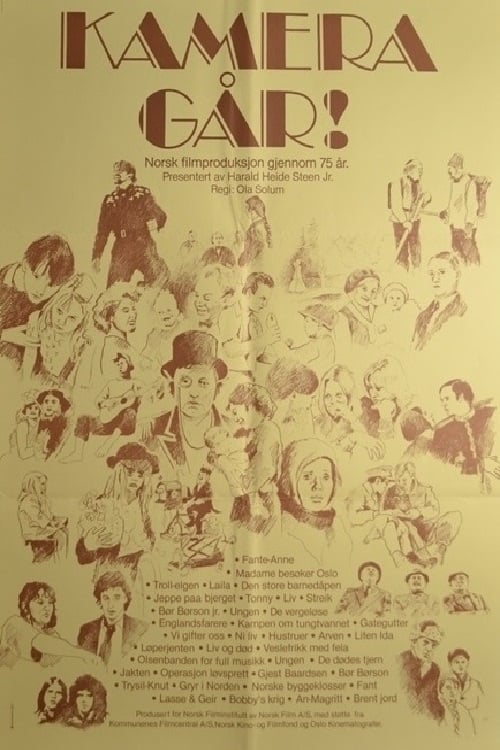 KAMERA
GÅR!
Norsk filmproduksjon gjennom 75 år.
Presentert av Harald Heide Steen Jr.
Regi: Ola Solum
• Fante-Anne
• Madame besøker Oslo
• Troll-elgen • Laila • Den store barnedåpen
• Jeppe paa bjerget • Tonny • Liv • Streik
• Bør Børson jr. • Ungen • De vergeløse
• Englandsfarere • Kampen om tungtvannet • Gategutter
• Vi gifter oss • Ni liv • Hustruer • Arven • Liten Ida
• Løperjenten • Liv og død • Veslefrikk med fela
• Olsenbanden for full musikk • Ungen • De dødes tjern
• Jakten • Operasjon løvsprett • Gjest Baardsen • Bør Børson
• Trysil-Knut • Gryr i Norden • Norske byggeklosser • Fant
• Lasse & Geir • Bobby's krig • An-Magritt • Brent jord
Produsert for Norsk Filminstitutt av Norsk Film A/S, med støtte fra
Kommunenes Filmcentral A/S, Norsk Kino- og Filmfond og Oslo Kinematografer.